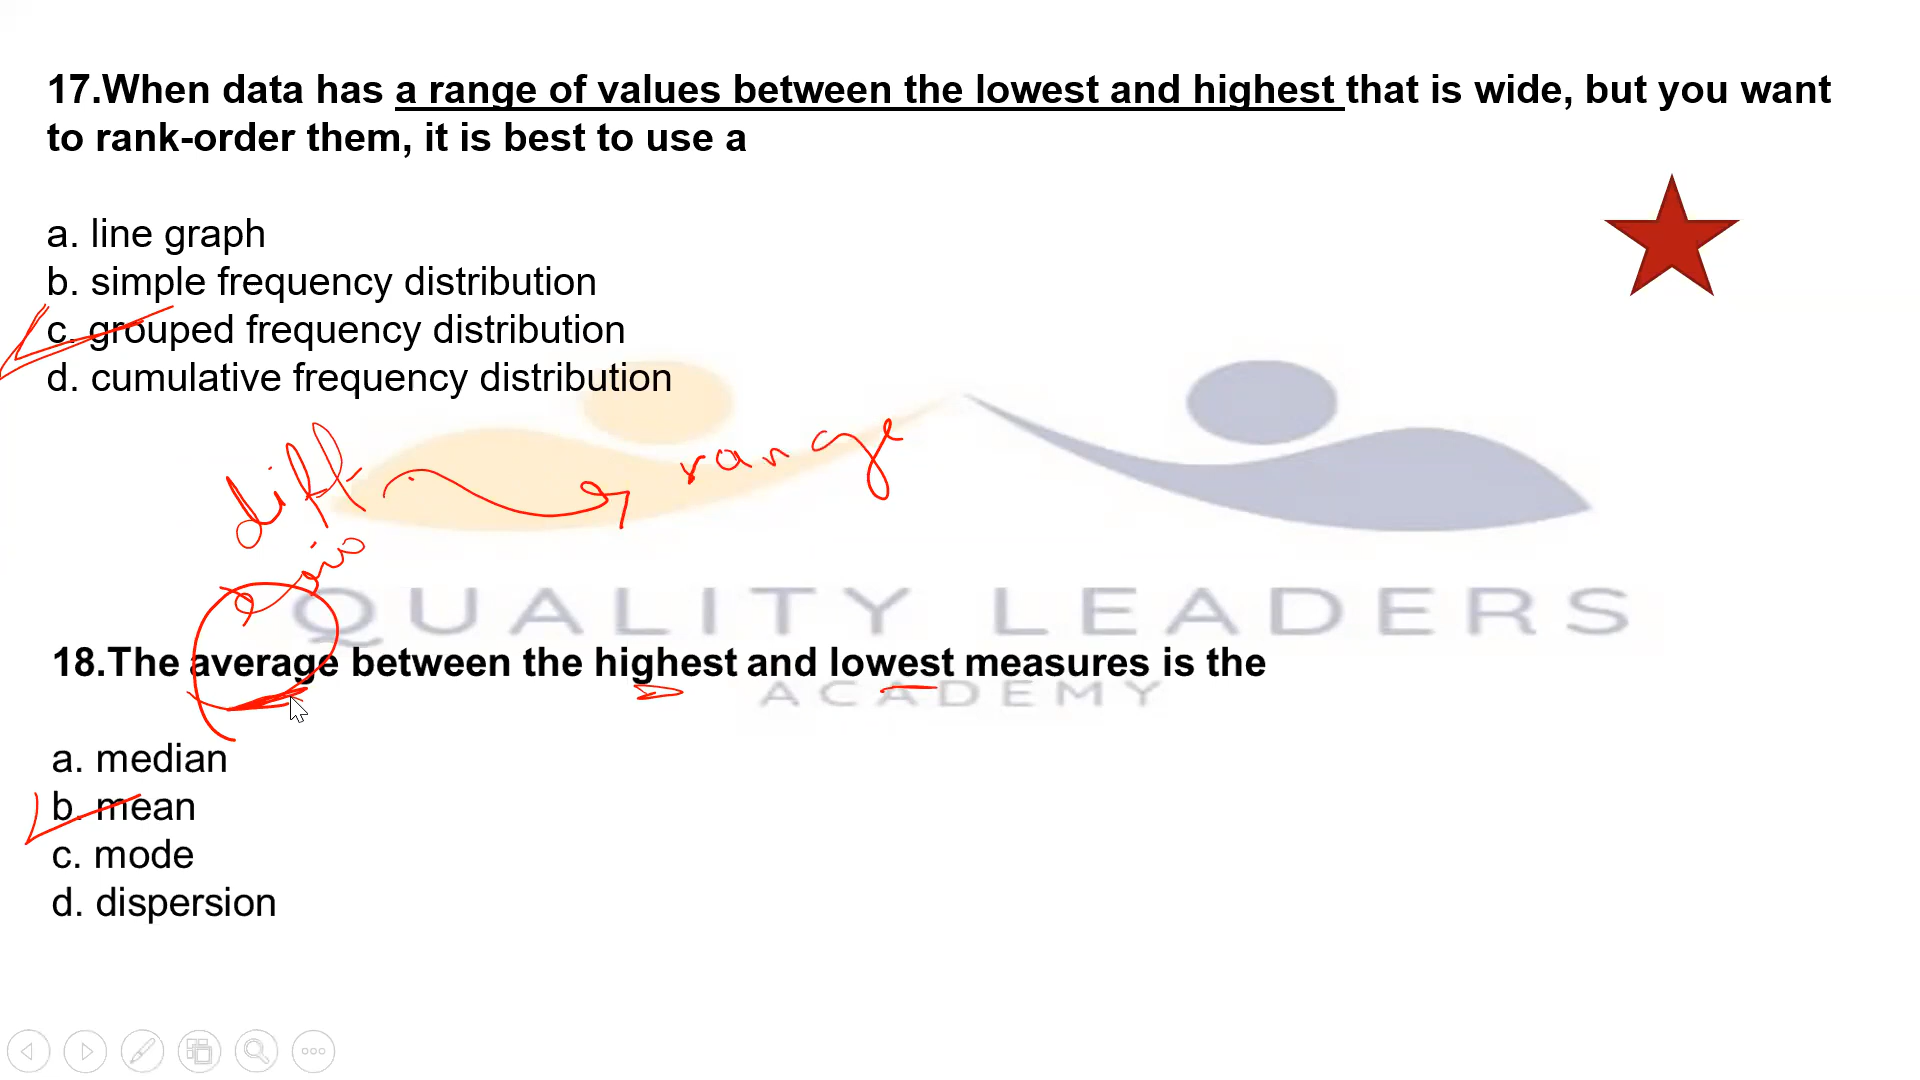 17.When data has a range of values between the lowest and highest that is wide, but you want
to rank-order them, it is best to use a
a. line graph
b. simple frequency distribution
c. grouped frequency distribution
d. cumulative frequency distribution
diff range
QUALITY LEADERS
18.The average between the highest and lowest measures is the
ACADEMY
a. median
b. mean
c. mode
d. dispersion